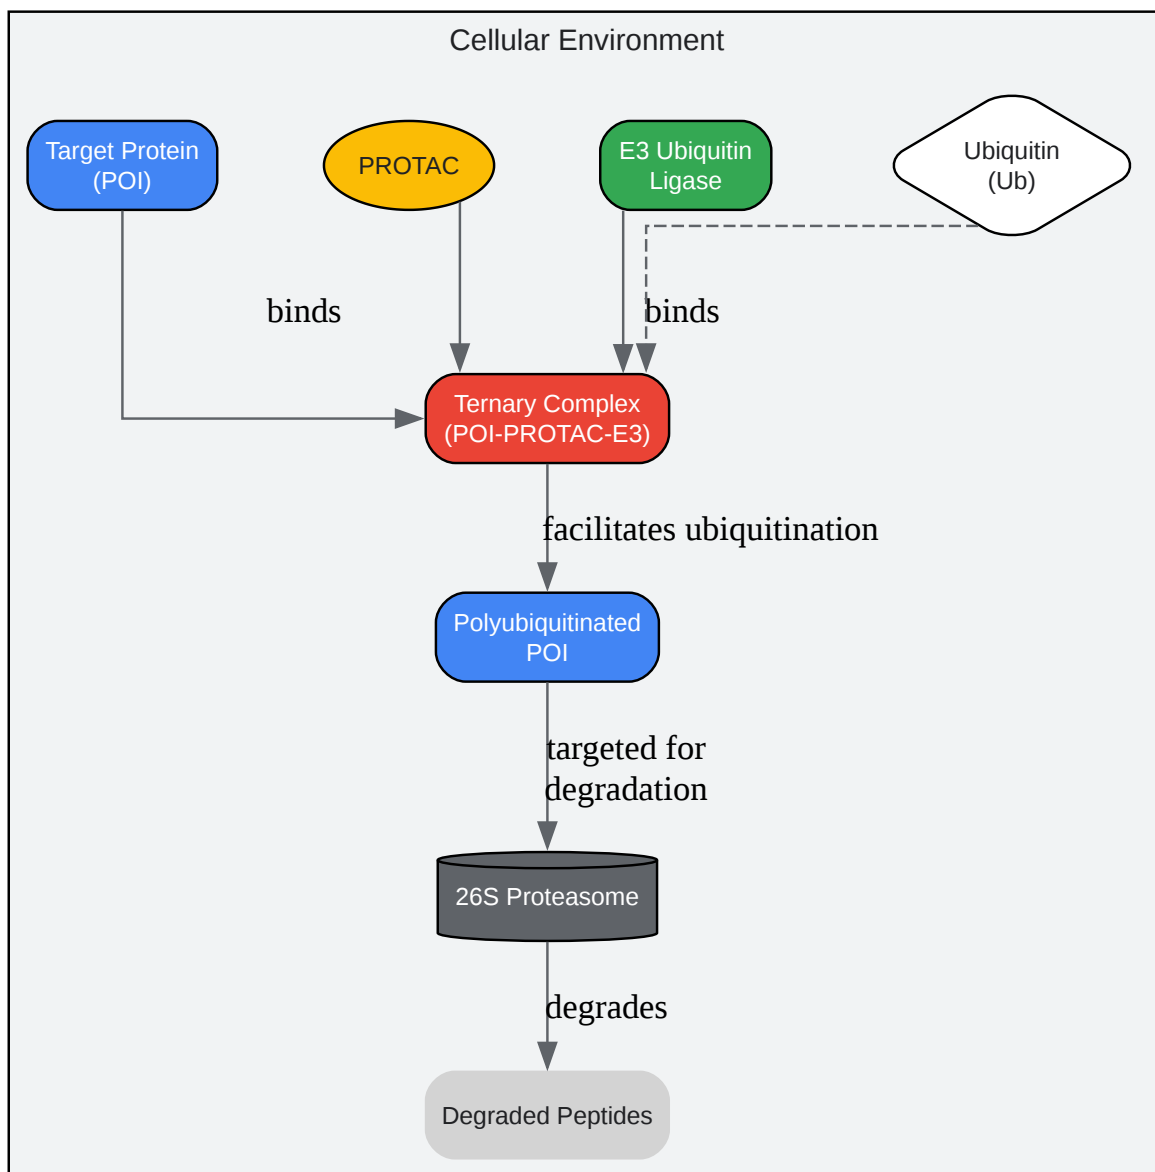 Cellular Environment
Target Protein
(POI)
PROTAC
E3 Ubiquitin
Ligase
Ubiquitin
(Ub)
binds
binds
Ternary Complex
(POI-PROTAC-E3)
facilitates ubiquitination
Polyubiquitinated
POI
targeted for
degradation
26S Proteasome
degrades
Degraded Peptides